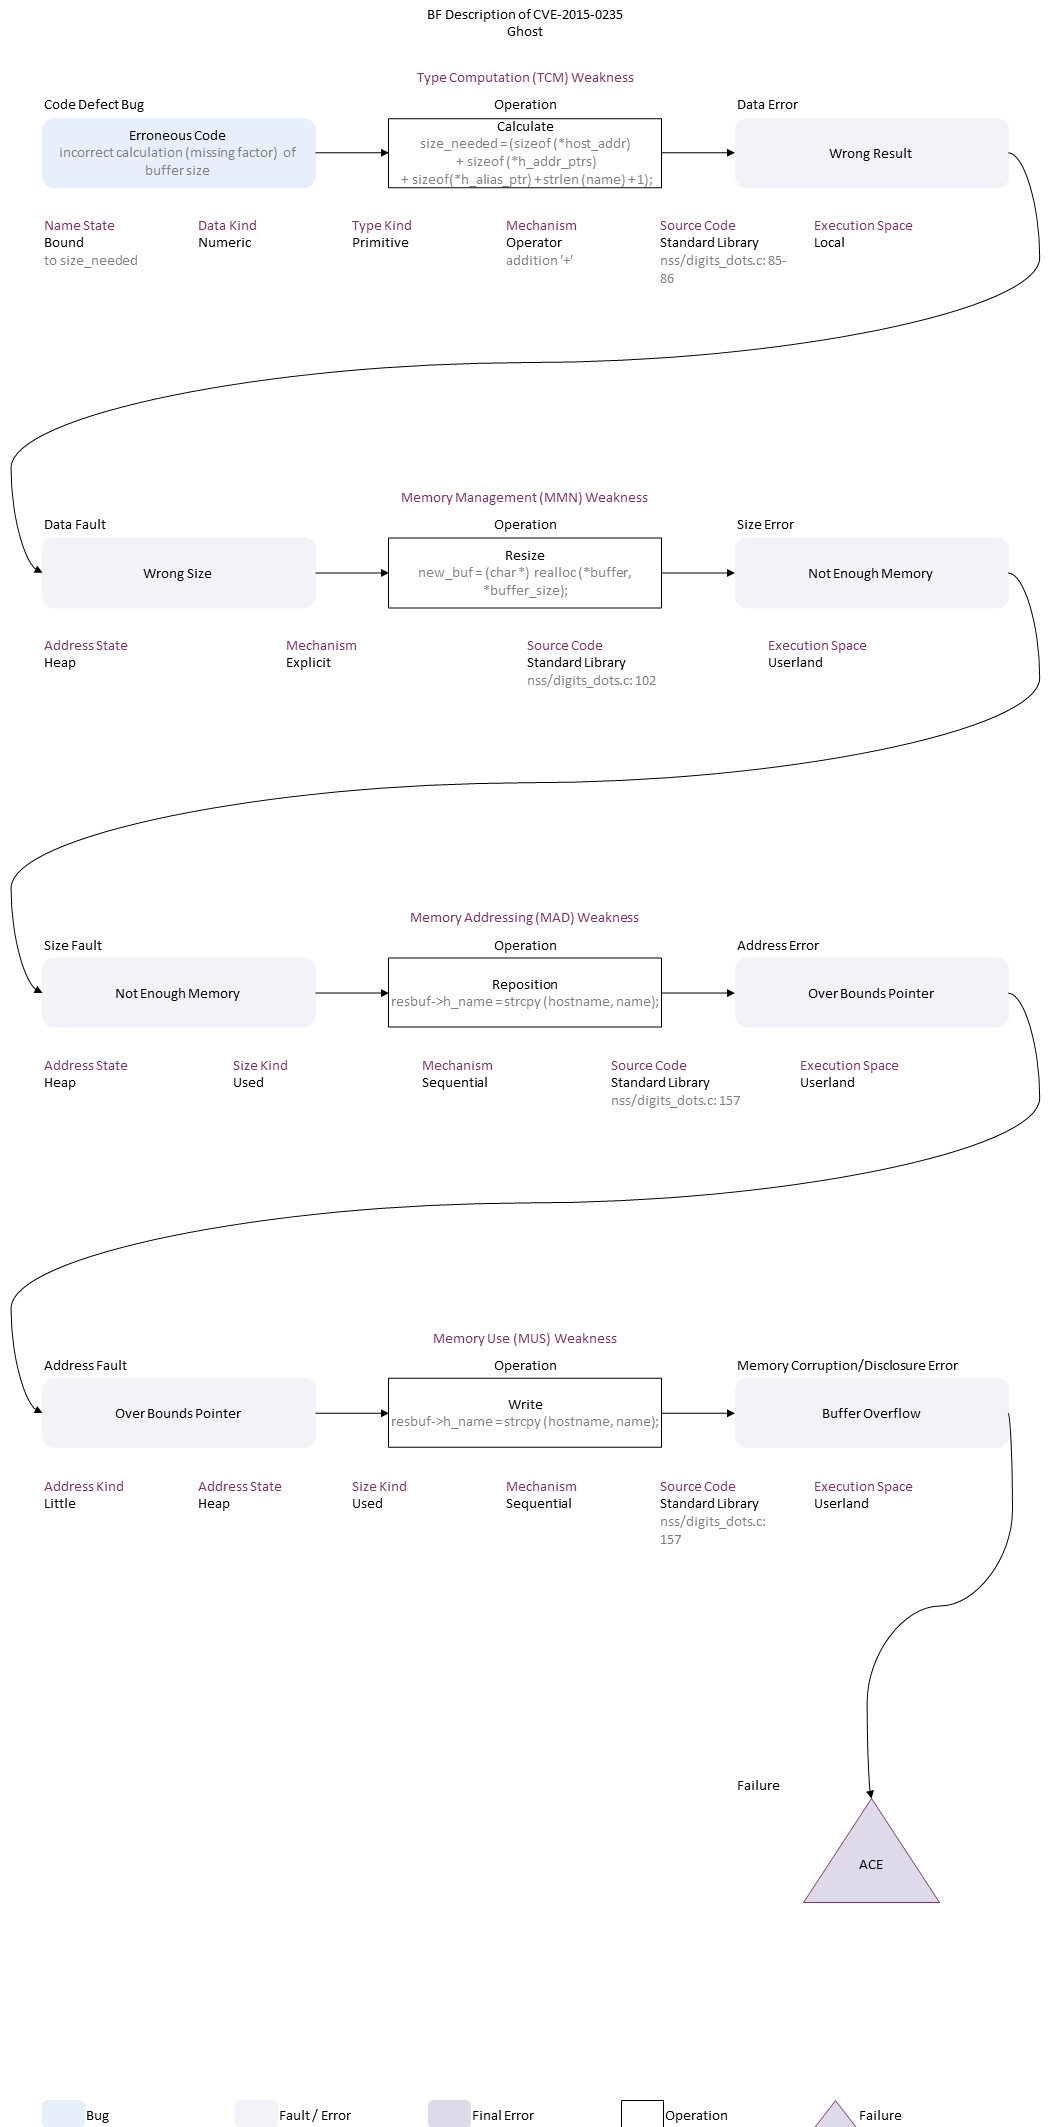 BF Description of CVE-2015-0235
Ghost
Type Computation (TCM) Weakness
Code Defect Bug
Operation
Data Error
Erroneous Code
incorrect calculation (missing factor) of
buffer size
Calculate
size_needed = (sizeof (*host_addr)
+ sizeof (*h_addr_ptrs)
+ sizeof(*h_alias_ptr) + strlen (name) + 1);
Wrong Result
Name State
Bound
to size_needed
Data Kind
Numeric
Type Kind
Primitive
Mechanism
Operator
addition '+'
Source Code
Standard Library
nss/digits_dots.c: 85-
86
Execution Space
Local
Memory Management (MMN) Weakness
Data Fault
Operation
Size Error
Wrong Size
Resize
new_buf = (char *) realloc (*buffer,
*buffer_size);
Not Enough Memory
Address State
Heap
Mechanism
Explicit
Source Code
Standard Library
nss/digits_dots.c: 102
Execution Space
Userland
Memory Addressing (MAD) Weakness
Size Fault
Operation
Address Error
Not Enough Memory
Reposition
resbuf->h_name = strcpy (hostname, name);
Over Bounds Pointer
Address State
Heap
Size Kind
Used
Mechanism
Sequential
Source Code
Standard Library
nss/digits_dots.c: 157
Execution Space
Userland
Memory Use (MUS) Weakness
Address Fault
Operation
Memory Corruption/Disclosure Error
Over Bounds Pointer
Write
resbuf->h_name = strcpy (hostname, name);
Buffer Overflow
Address Kind
Little
Address State
Heap
Size Kind
Used
Mechanism
Sequential
Source Code
Standard Library
nss/digits_dots.c:
157
Execution Space
Userland
Failure
ACE
Bug
Fault / Error
Final Error
Operation
Failure